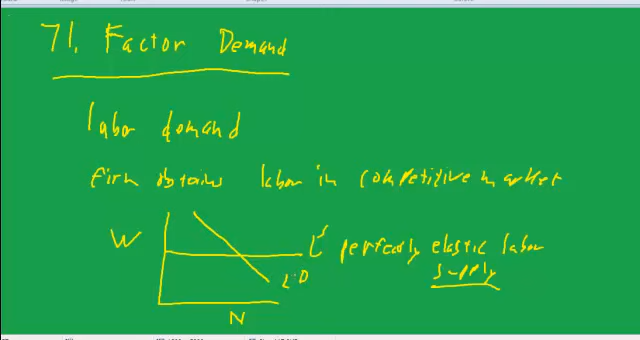 71. Factor Demand
labor demand
firm obtains labor in competitive market
W
L^S perfectly elastic labor
supply
L^D
N